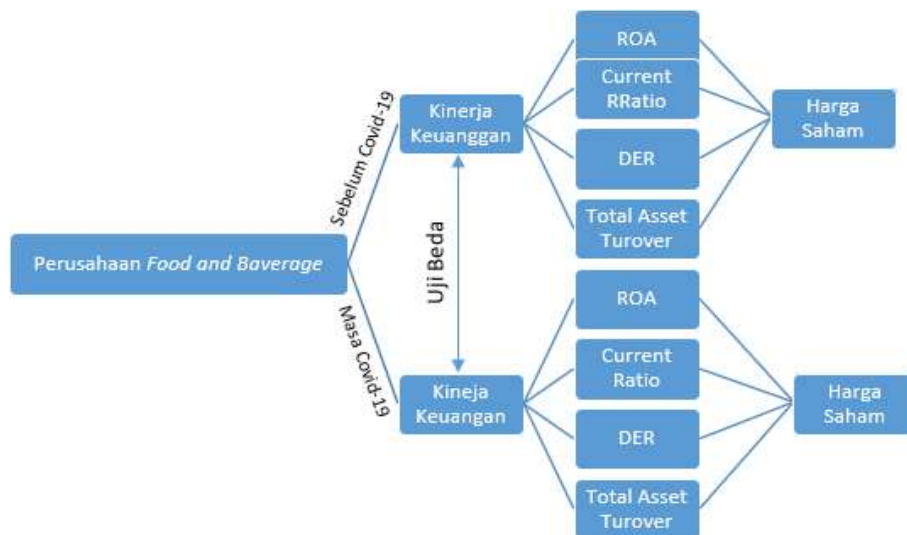 ROA
Current
RRatio
Sebelum Covid-19
Kinerja
Keuanggan
Harga
Saham
DER
Total Asset
Turover
Perusahaan Food and Baverage
Uji Beda
ROA
Masa Covid-19
Current
Ratio
Kineja
Keuangan
Harga
Saham
DER
Total Asset
Turover